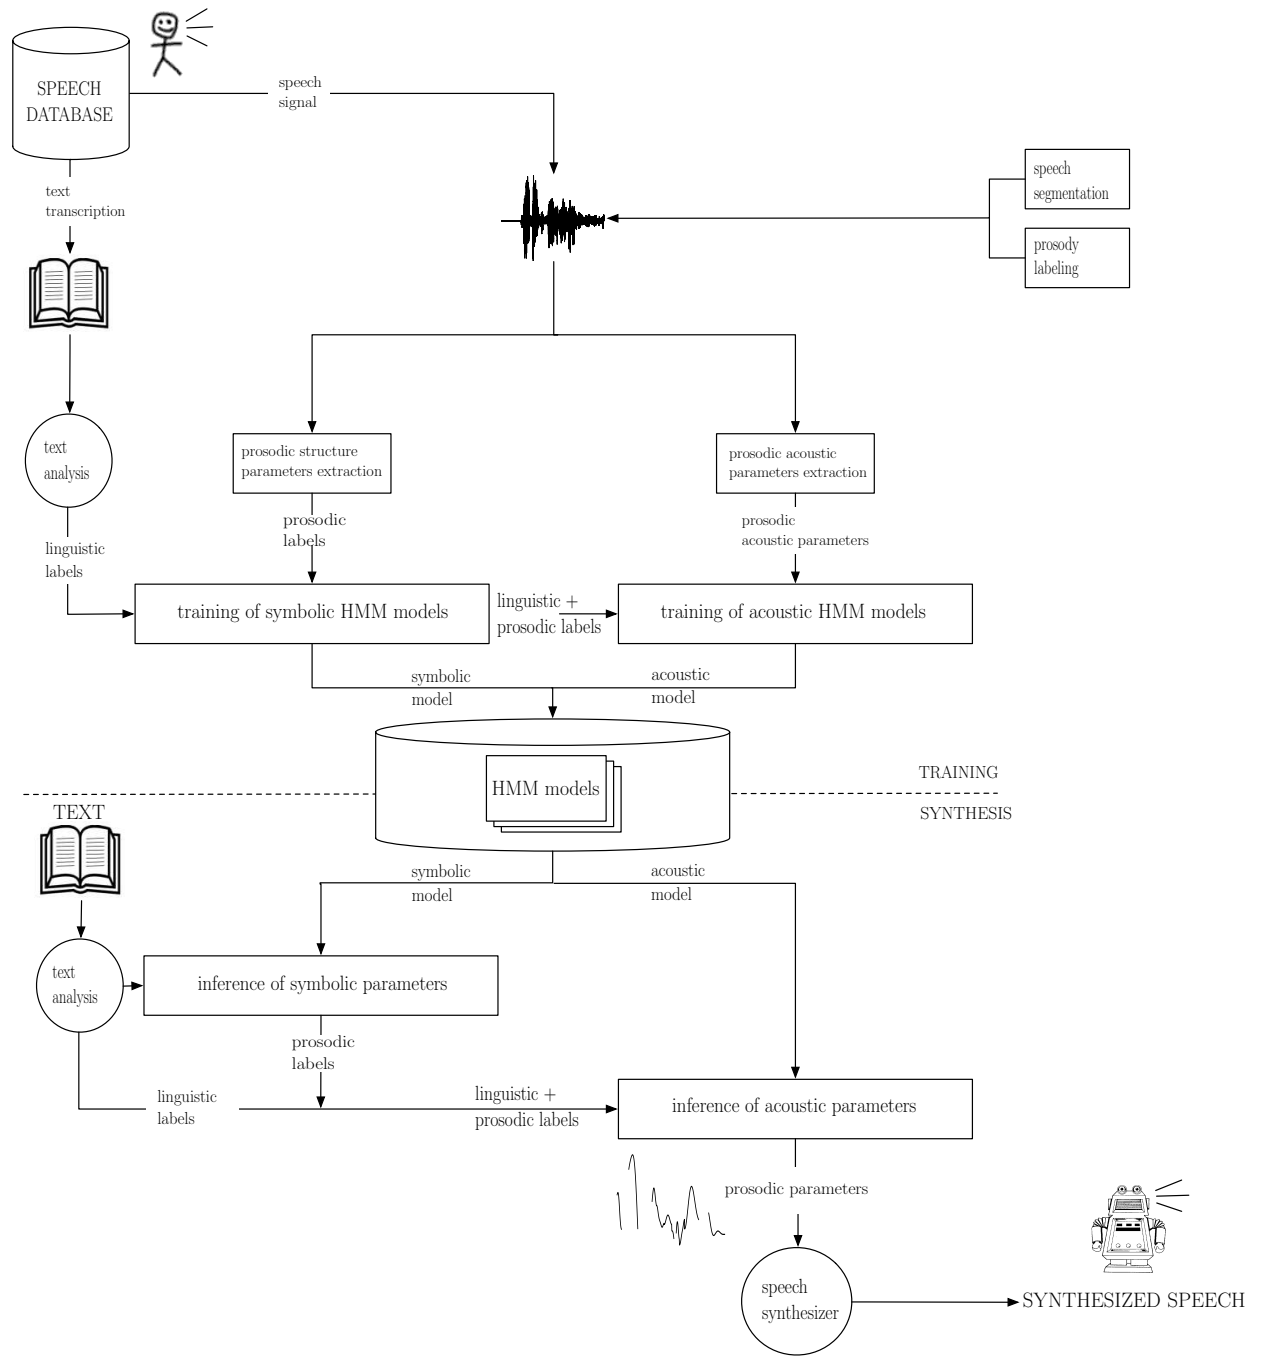 SPEECH
DATABASE
speech
signal
text
transcription
speech
segmentation
prosody
labeling
text
analysis
prosodic structure
parameters extraction
prosodic acoustic
parameters extraction
prosodic
labels
prosodic
acoustic parameters
linguistic
labels
training of symbolic HMM models
linguistic +
prosodic labels
training of acoustic HMM models
symbolic
model
acoustic
model
HMM models
TRAINING
SYNTHESIS
TEXT
symbolic
model
acoustic
model
text
analysis
inference of symbolic parameters
prosodic
labels
linguistic
labels
linguistic +
prosodic labels
inference of acoustic parameters
prosodic parameters
speech
synthesizer
SYNTHESIZED SPEECH